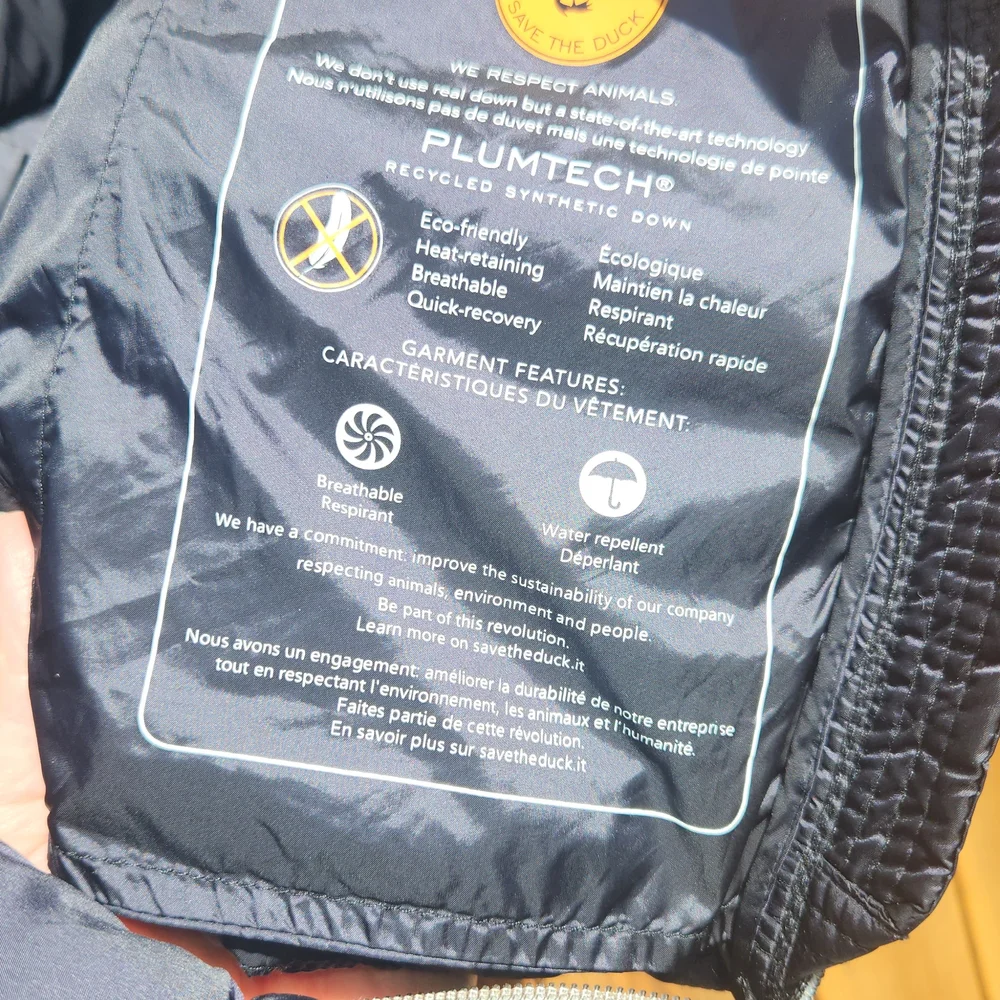 SAVE THE DUCK
WE RESPECT ANIMALS.
We don't use real down but a state-of-the-art technology
Nous n'utilisons pas de duvet mais une technologie de pointe
PLUMTECH®
RECYCLED SYNTHETIC DOWN
Eco-friendly
Heat-retaining
Breathable
Quick-recovery
Écologique
Maintien la chaleur
Respirant
Récupération rapide
GARMENT FEATURES:
CARACTÉRISTIQUES DU VÊTEMENT:
Breathable
Respirant
Water repellent
Déperlant
We have a commitment: improve the sustainability of our company
respecting animals, environment and people.
Be part of this revolution.
Learn more on savetheduck.it
Nous avons un engagement: améliorer la durabilité de notre entreprise
tout en respectant l'environnement, les animaux et l'humanité.
Faites partie de cette révolution.
En savoir plus sur savetheduck.it